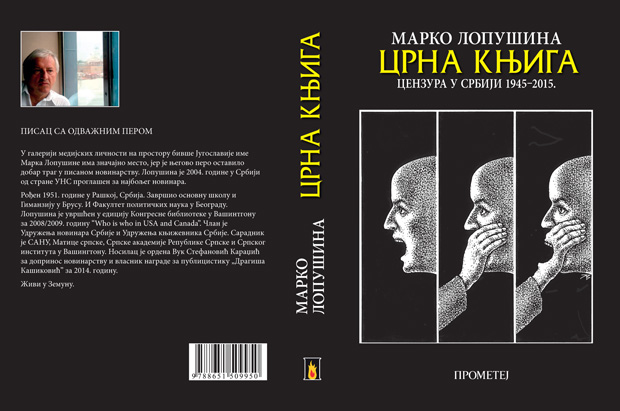 ПИСАЦ СА ОДВАЖНИМ ПЕРОМ
У галерији медијских личности на простору бивше Југославије име
Марка Лопушине има значајно место, јер је његово перо оставило
добар траг у писаном новинарству. Лопушина је 2004. године у Србији
од стране УНС проглашен за најбољег новинара.
Рођен 1951. године у Рашкој, Србија. Завршио основну школу и
Гимназију у Брусу. И Факултет политичких наука у Београду.
Лопушина је увршћен у едицију Конгресне библиотеке у Вашингтону
за 2008/2009. годину "Who is who in USA and Canada". Члан је
Удружења новинара Србије и Удружења књижевника Србије. Сарадник
је САНУ, Матице српске, Српске академије Републике Српске и Српског
института у Вашингтону. Носилац је ордена Вук Стефановић Караџић
за допринос новинарству и власник награде за публицистику „Драгиша
Кашиковић" за 2014. годину.
Живи у Земуну.
9 788651 509950
МАРКО
ЛОПУШИНА
ЦРНА КЊИГА
МАРКО ЛОПУШИНА
ЦРНА КЊИГА
ЦЕНЗУРА У СРБИЈИ 1945-2015.
ПРОМЕТЕЈ